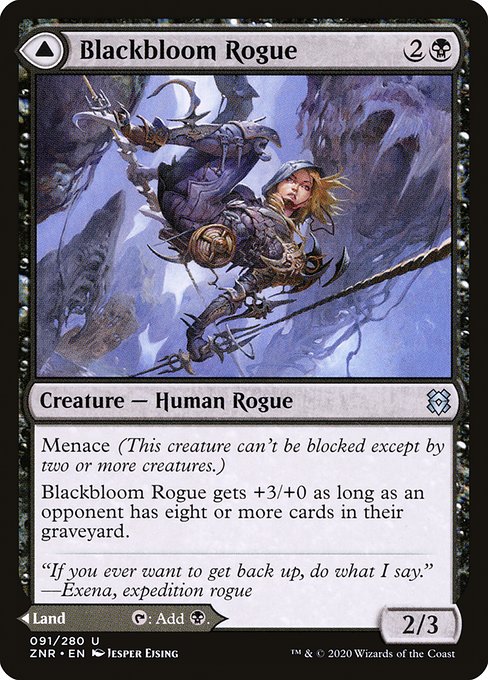 Blackbloom Rogue 2
Creature — Human Rogue
Menace (This creature can't be blocked except by
two or more creatures.)
Blackbloom Rogue gets +3/+0 as long as an
opponent has eight or more cards in their
graveyard.
"If you ever want to get back up, do what I say."
—Exena, expedition rogue
Land : Add .
2/3
091/280 U
ZNR • EN Jesper Ejsing
™ & © 2020 Wizards of the Coast